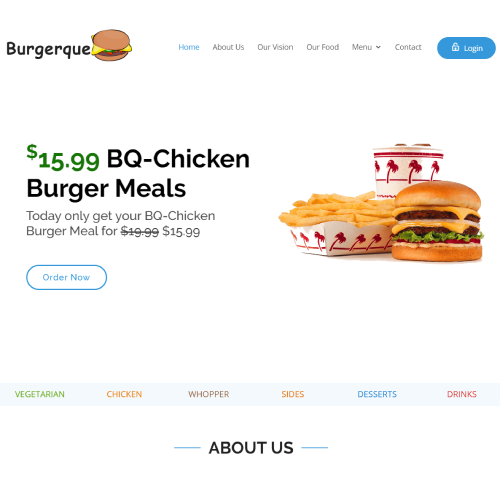 Burgerque
Home About Us Our Vision Our Food Menu Contact Login
$15.99 BQ-Chicken
Burger Meals
Today only get your BQ-Chicken
Burger Meal for $19.99 $15.99
Order Now
VEGETARIAN CHICKEN WHOPPER SIDES DESSERTS DRINKS
ABOUT US